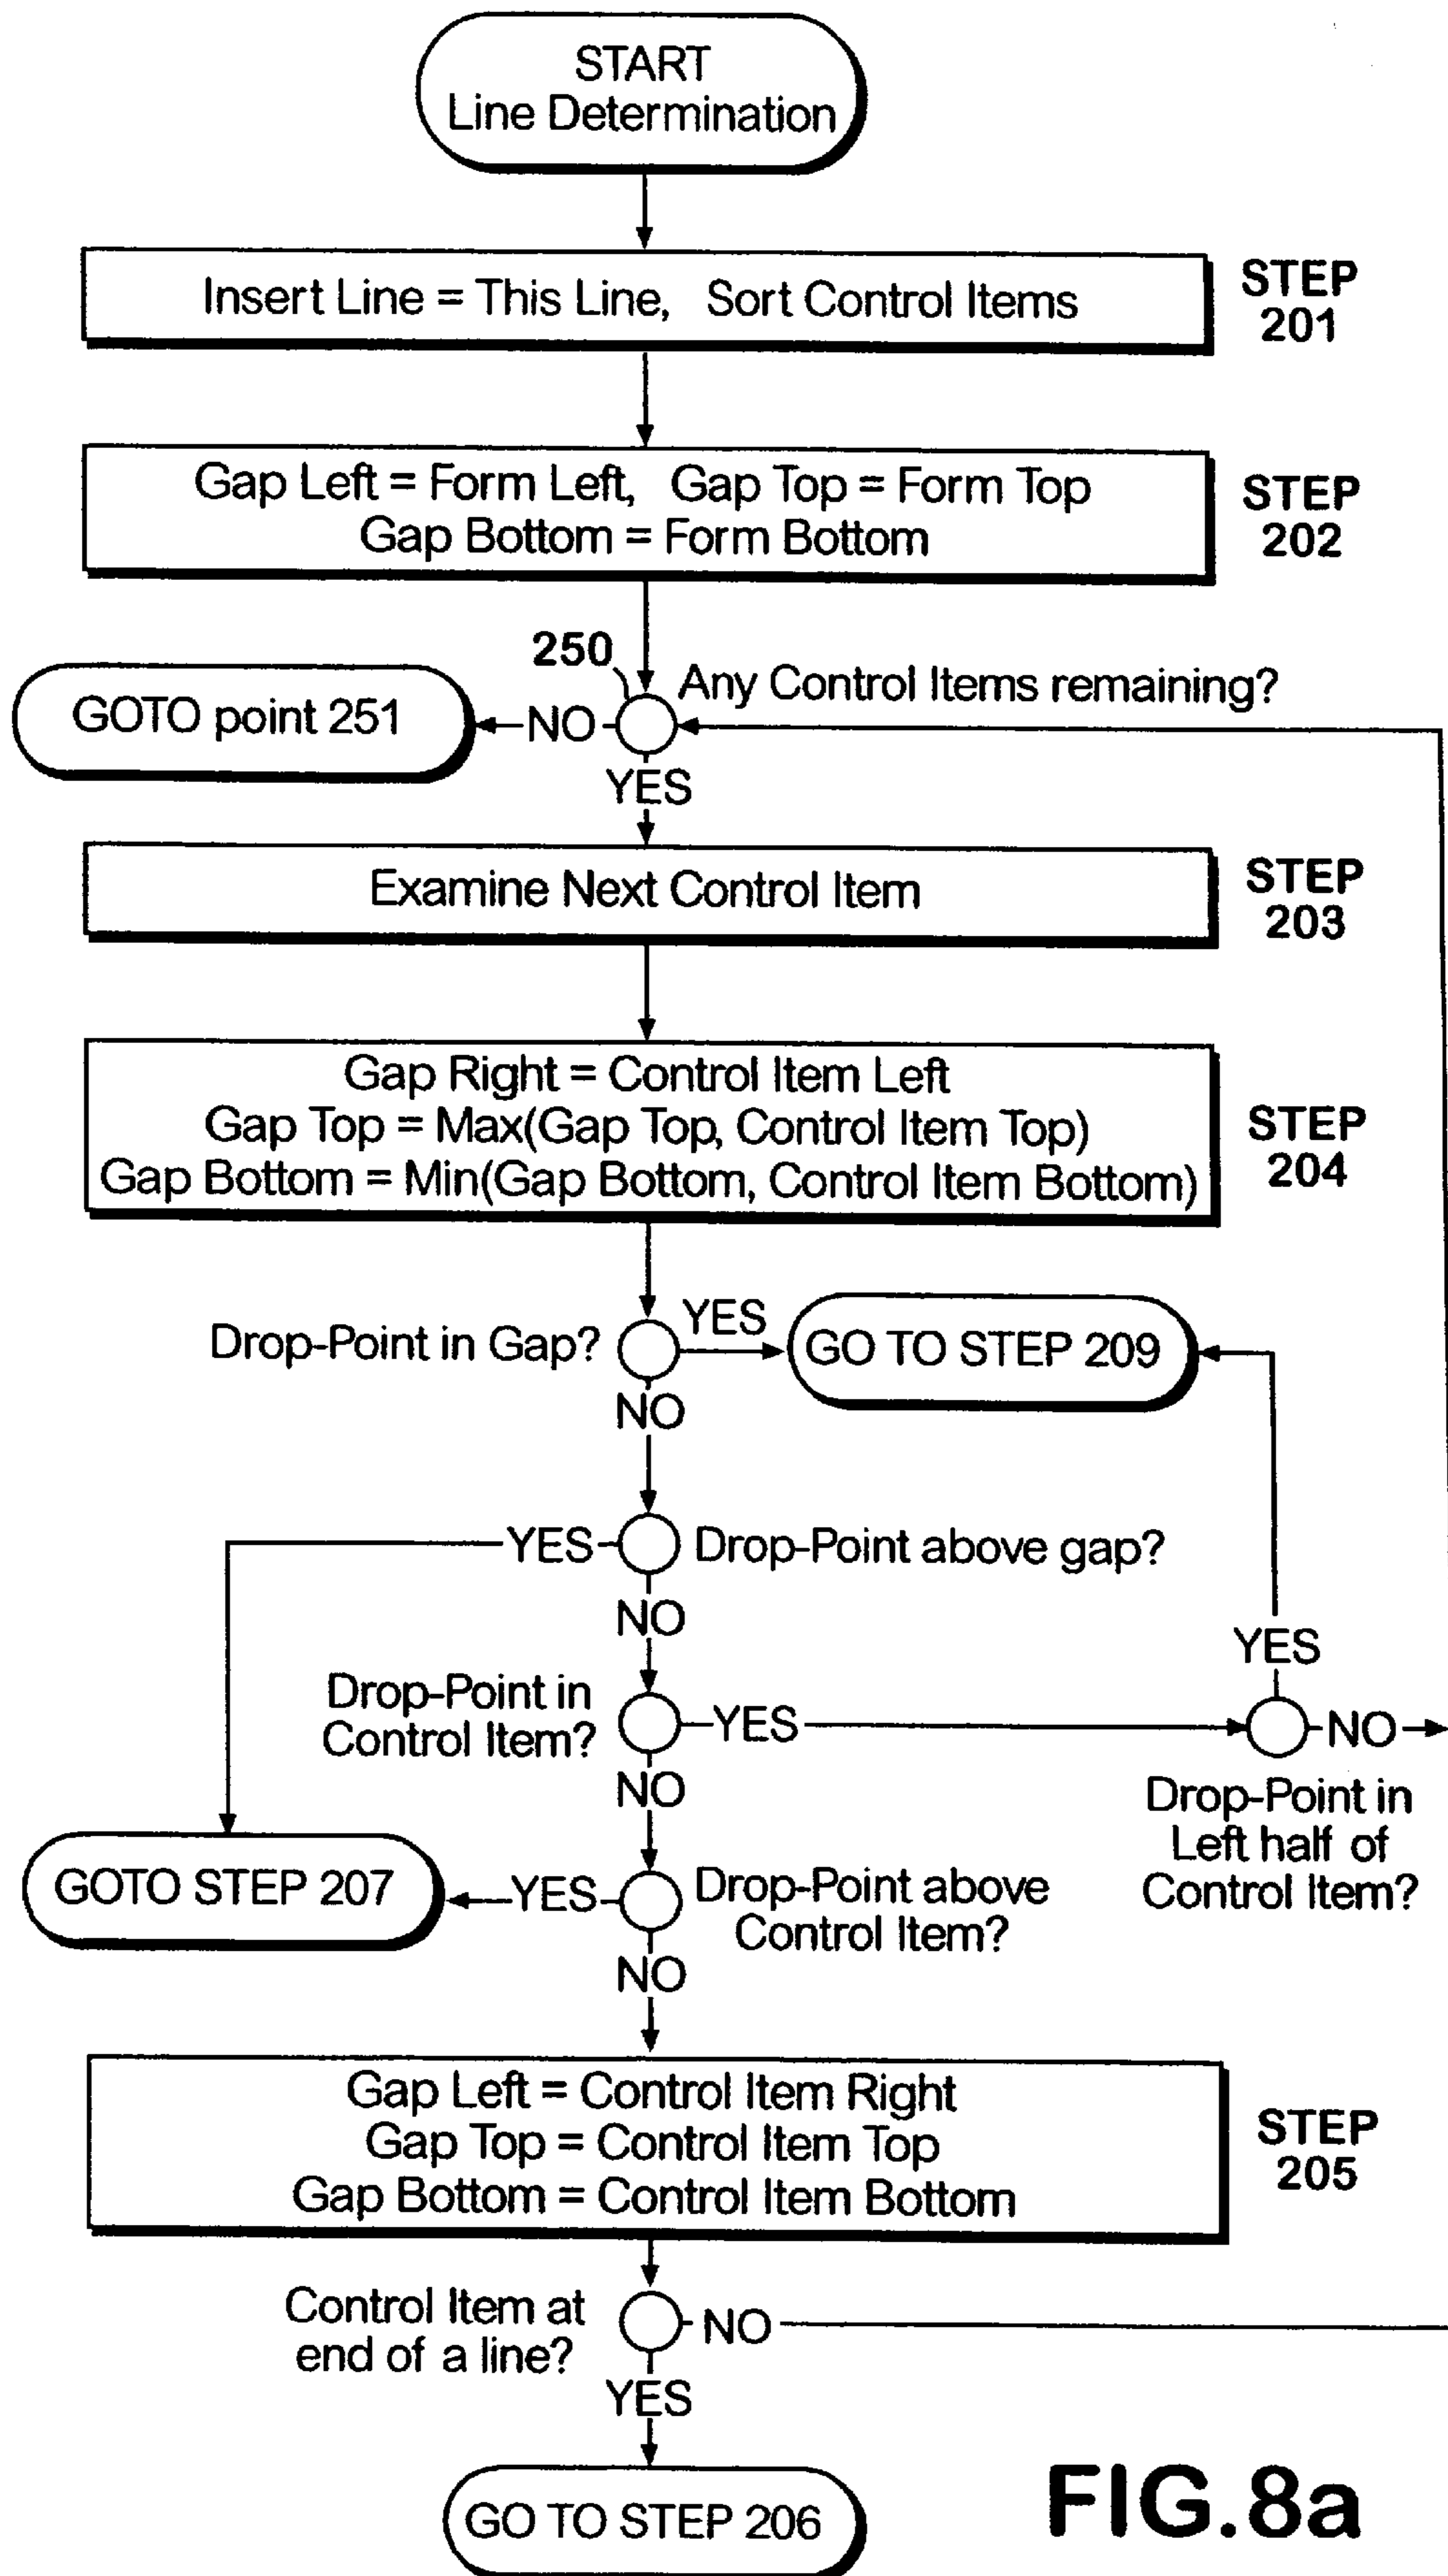 START
Line Determination
Insert Line = This Line, Sort Control Items
STEP
201
Gap Left = Form Left, Gap Top = Form Top
Gap Bottom = Form Bottom
STEP
202
250
Any Control Items remaining?
GOTO point 251
NO
YES
Examine Next Control Item
STEP
203
Gap Right = Control Item Left
Gap Top = Max(Gap Top, Control Item Top)
Gap Bottom = Min(Gap Bottom, Control Item Bottom)
STEP
204
Drop-Point in Gap?
YES
GO TO STEP 209
NO
YES
Drop-Point above gap?
NO
YES
Drop-Point in
Control Item?
YES
NO
NO
Drop-Point in
Left half of
Control Item?
GOTO STEP 207
YES
Drop-Point above
Control Item?
NO
Gap Left = Control Item Right
Gap Top = Control Item Top
Gap Bottom = Control Item Bottom
STEP
205
Control Item at
end of a line?
NO
YES
GO TO STEP 206
FIG.8a